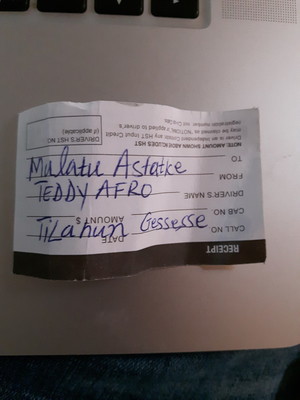 Mulatu Astatke
TEDDY AFRO
TiLahun Gessesse
RECEIPT
CALL NO. DATE
CAB NO. AMOUNT $
DRIVER'S NAME
FROM
TO
NOTE: AMOUNT SHOWN ABOVE INCLUDES HST
DRIVER'S HST NO.
(if applicable)